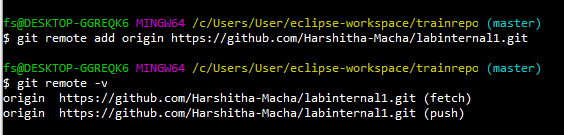 fs@DESKTOP-GGREQK6 MINGW64 /c/Users/User/eclipse-workspace/trainrepo (master)
$ git remote add origin https://github.com/Harshitha-Macha/labinternal1.git
fs@DESKTOP-GGREQK6 MINGW64 /c/Users/User/eclipse-workspace/trainrepo (master)
$ git remote -v
origin  https://github.com/Harshitha-Macha/labinternal1.git (fetch)
origin  https://github.com/Harshitha-Macha/labinternal1.git (push)